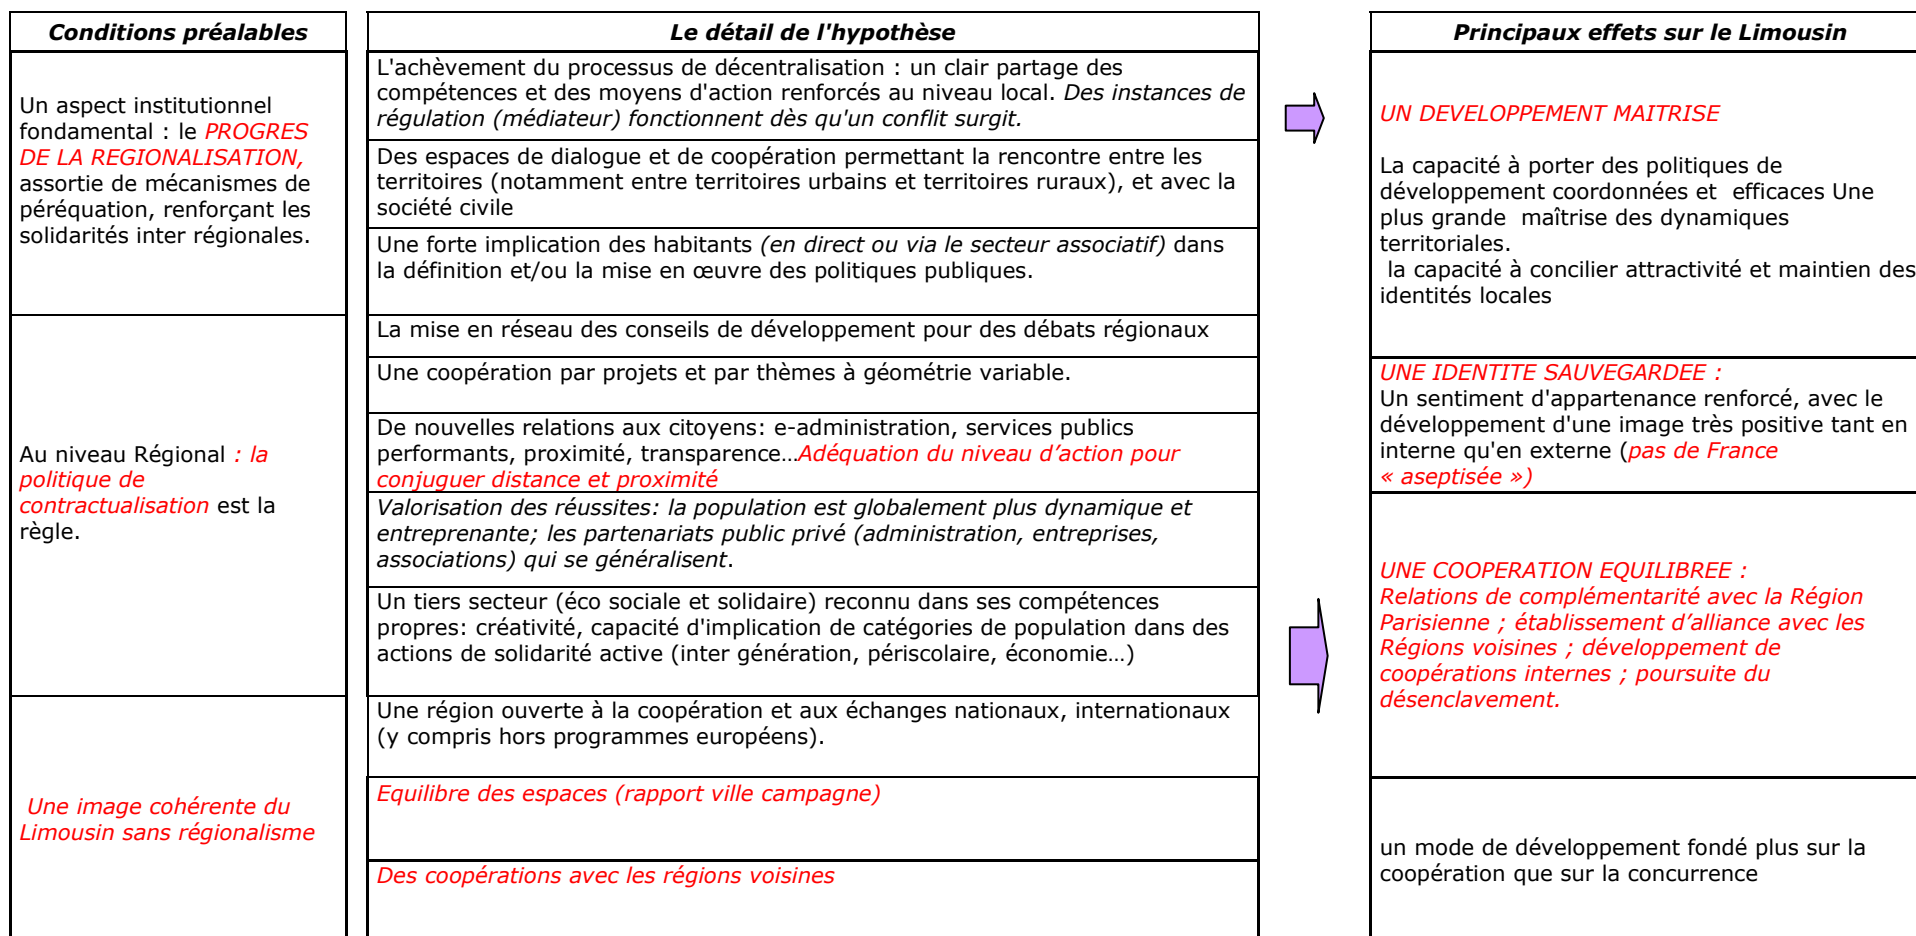 Conditions préalables
Un aspect institutionnel
fondamental : le PROGRES
DE LA REGIONALISATION,
assortie de mécanismes de
péréquation, renforçant les
solidarités inter régionales.
Au niveau Régional : la
politique de
contractualisation est la
règle.
Une image cohérente du
Limousin sans régionalisme
Le détail de l'hypothèse
L'achèvement du processus de décentralisation : un clair partage des
compétences et des moyens d'action renforcés au niveau local. Des instances de
régulation (médiateur) fonctionnent dès qu'un conflit surgit.
Des espaces de dialogue et de coopération permettant la rencontre entre les
territoires (notamment entre territoires urbains et territoires ruraux), et avec la
société civile
Une forte implication des habitants (en direct ou via le secteur associatif) dans
la définition et/ou la mise en œuvre des politiques publiques.
La mise en réseau des conseils de développement pour des débats régionaux
Une coopération par projets et par thèmes à géométrie variable.
De nouvelles relations aux citoyens: e-administration, services publics
performants, proximité, transparence…Adéquation du niveau d’action pour
conjuguer distance et proximité
Valorisation des réussites: la population est globalement plus dynamique et
entreprenante; les partenariats public privé (administration, entreprises,
associations) qui se généralisent.
Un tiers secteur (éco sociale et solidaire) reconnu dans ses compétences
propres: créativité, capacité d'implication de catégories de population dans des
actions de solidarité active (inter génération, périscolaire, économie…)
Une région ouverte à la coopération et aux échanges nationaux, internationaux
(y compris hors programmes européens).
Equilibre des espaces (rapport ville campagne)
Des coopérations avec les régions voisines
Principaux effets sur le Limousin
UN DEVELOPPEMENT MAITRISE
La capacité à porter des politiques de
développement coordonnées et  efficaces Une
plus grande  maîtrise des dynamiques
territoriales.
la capacité à concilier attractivité et maintien des
identités locales
UNE IDENTITE SAUVEGARDEE :
Un sentiment d'appartenance renforcé, avec le
développement d'une image très positive tant en
interne qu'en externe (pas de France
« aseptisée »)
UNE COOPERATION EQUILIBREE :
Relations de complémentarité avec la Région
Parisienne ; établissement d’alliance avec les
Régions voisines ; développement de
coopérations internes ; poursuite du
désenclavement.
un mode de développement fondé plus sur la
coopération que sur la concurrence